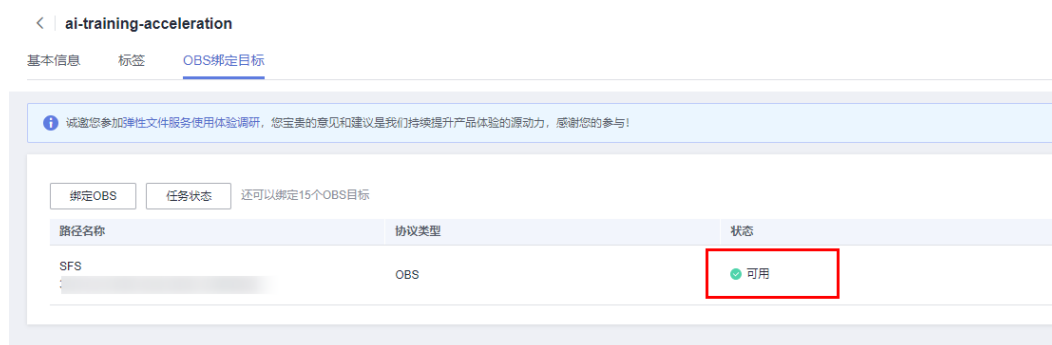 ai-training-acceleration
基本信息 标签 OBS绑定目标
诚邀您参加弹性文件服务使用体验调研，您宝贵的意见和建议是我们持续提升产品体验的源动力，感谢您的参与！
绑定OBS 任务状态 还可以绑定15个OBS目标
路径名称 协议类型 状态
SFS
OBS 可用